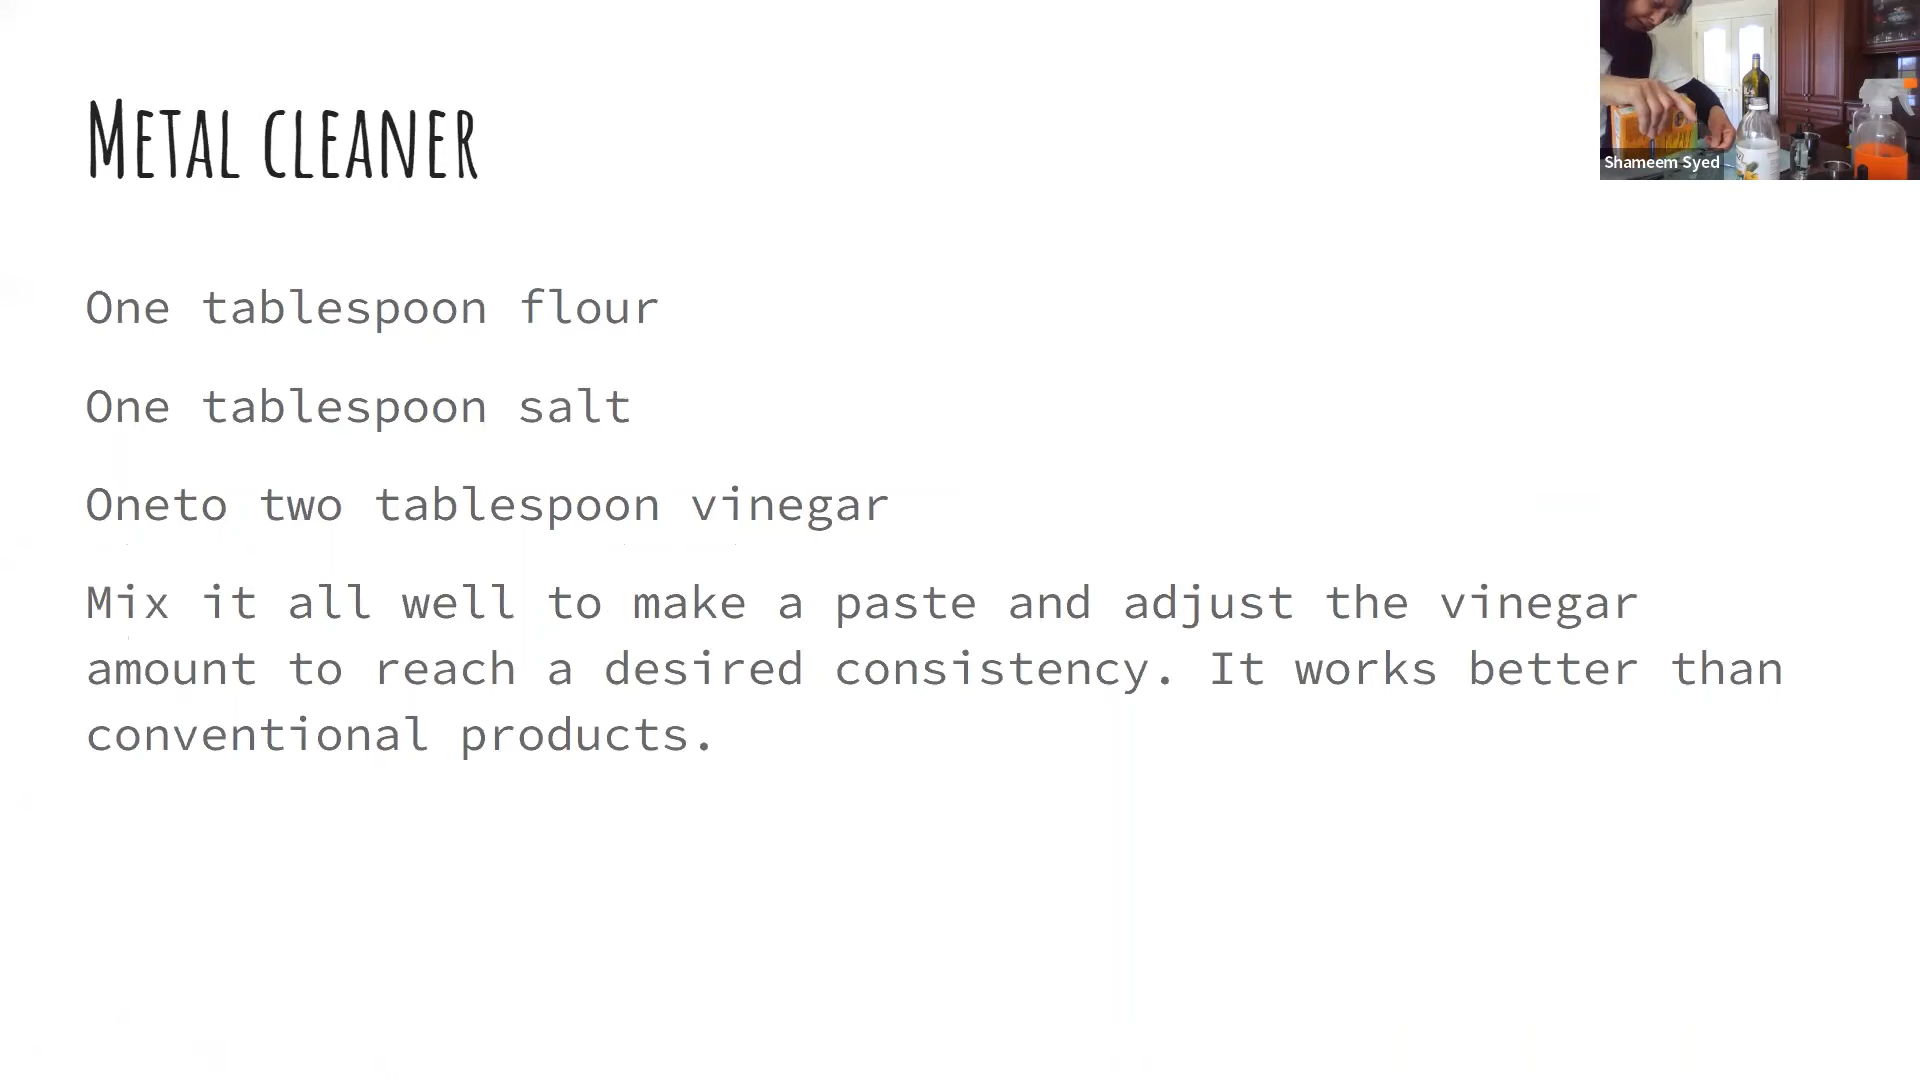 METAL CLEANER
Shameem Syed
One tablespoon flour
One tablespoon salt
Oneto two tablespoon vinegar
Mix it all well to make a paste and adjust the vinegar
amount to reach a desired consistency. It works better than
conventional products.